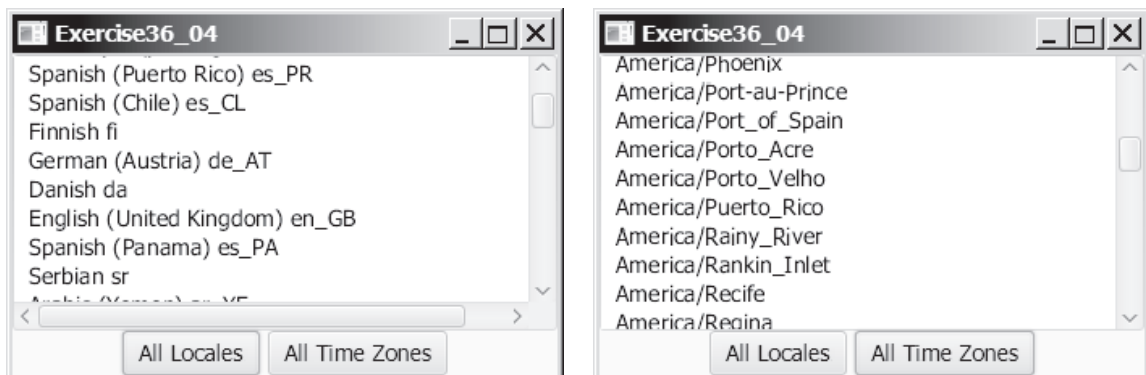 Exercise36_04
Spanish (Puerto Rico) es_PR
Spanish (Chile) es_CL
Finnish fi
German (Austria) de_AT
Danish da
English (United Kingdom) en_GB
Spanish (Panama) es_PA
Serbian sr
Arabic (Yemen) ar_YE
All Locales
All Time Zones
Exercise36_04
America/Phoenix
America/Port-au-Prince
America/Port_of_Spain
America/Porto_Acre
America/Porto_Velho
America/Puerto_Rico
America/Rainy_River
America/Rankin_Inlet
America/Recife
America/Regina
All Locales
All Time Zones